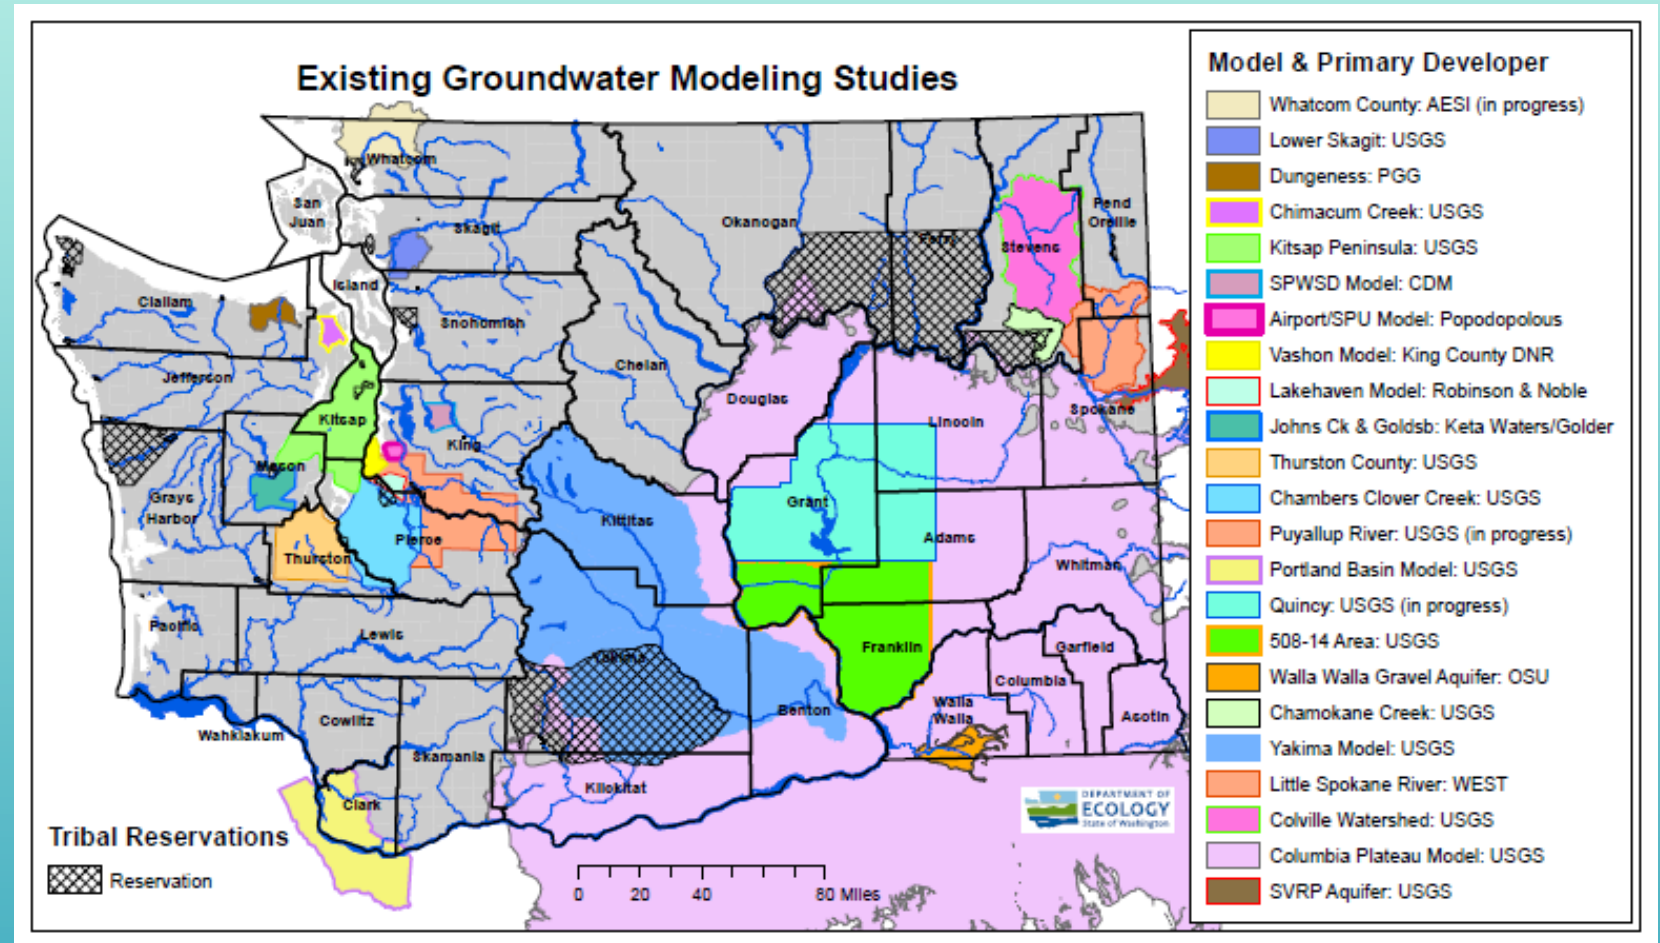 Existing Groundwater Modeling Studies
Model & Primary Developer
Whatcom County: AESI (in progress)
Lower Skagit: USGS
Dungeness: PGG
Chimacum Creek: USGS
Kitsap Peninsula: USGS
SPWSD Model: CDM
Airport/SPU Model: Popodopolous
Vashon Model: King County DNR
Lakehaven Model: Robinson & Noble
Johns Ck & Goldsb: Keta Waters/Golder
Thurston County: USGS
Chambers Clover Creek: USGS
Puyallup River: USGS (in progress)
Portland Basin Model: USGS
Quincy: USGS (in progress)
508-14 Area: USGS
Walla Walla Gravel Aquifer: OSU
Chamokane Creek: USGS
Yakima Model: USGS
Little Spokane River: WEST
Colville Watershed: USGS
Columbia Plateau Model: USGS
SVRP Aquifer: USGS
Whatcom
San
Juan
Skagit
Okanogan
Ferry
Stevens
Pend
Oreille
Island
Clallam
Snohomish
Chelan
Jefferson
Douglas
Lincoln
Spokane
Kitsap
King
Mason
Grays
Harbor
Kittitas
Grant
Adams
Pierce
Thurston
Whitman
Pacific
Lewis
Yakima
Franklin
Garfield
Columbia
Walla
Walla
Asotin
Benton
Cowlitz
Wahkiakum
Skamania
Klickitat
Clark
DEPARTMENT OF
ECOLOGY
State of Washington
Tribal Reservations
Reservation
0 20 40 80 Miles